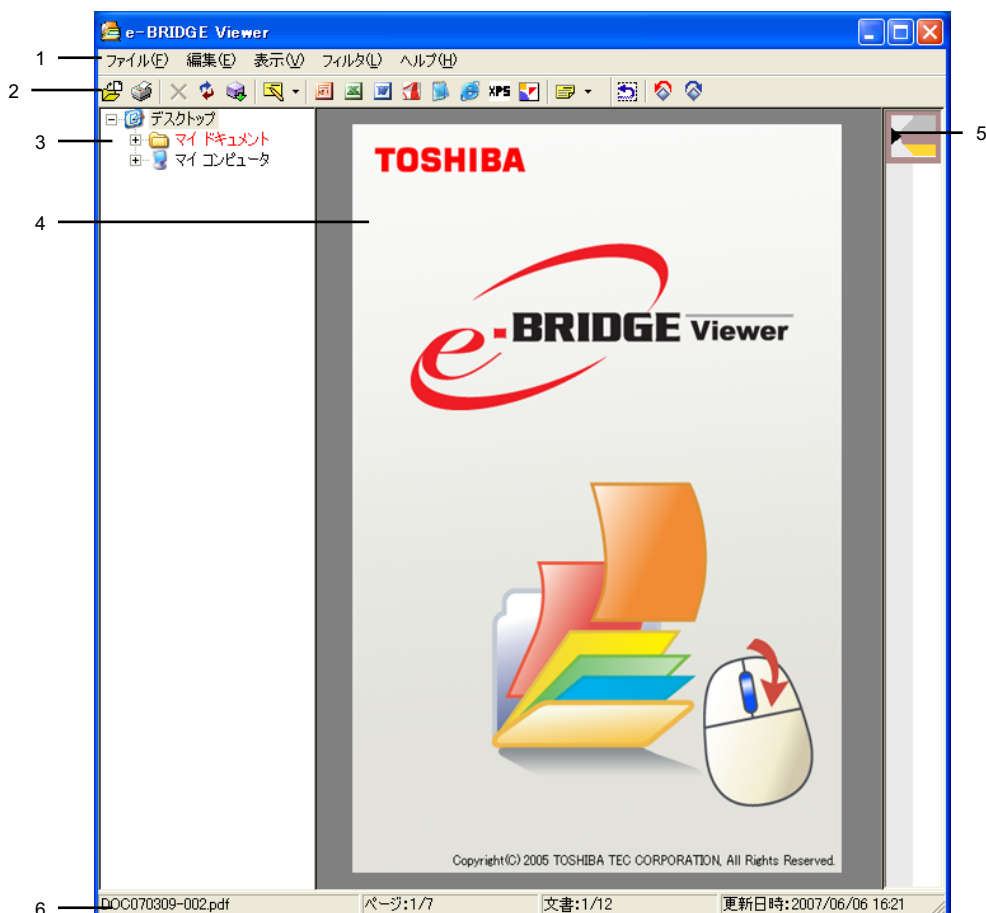 e-BRIDGE Viewer
1
ファイル(F) 編集(E) 表示(V) フィルタ(L) ヘルプ(H)
2
XPS
デスクトップ
3
マイ ドキュメント
マイ コンピュータ
5
TOSHIBA
4
e-BRIDGE Viewer
Copyright(C) 2005 TOSHIBA TEC CORPORATION, All Rights Reserved.
6
DOC070309-002.pdf ページ:1/7 文書:1/12 更新日時:2007/06/06 16:21